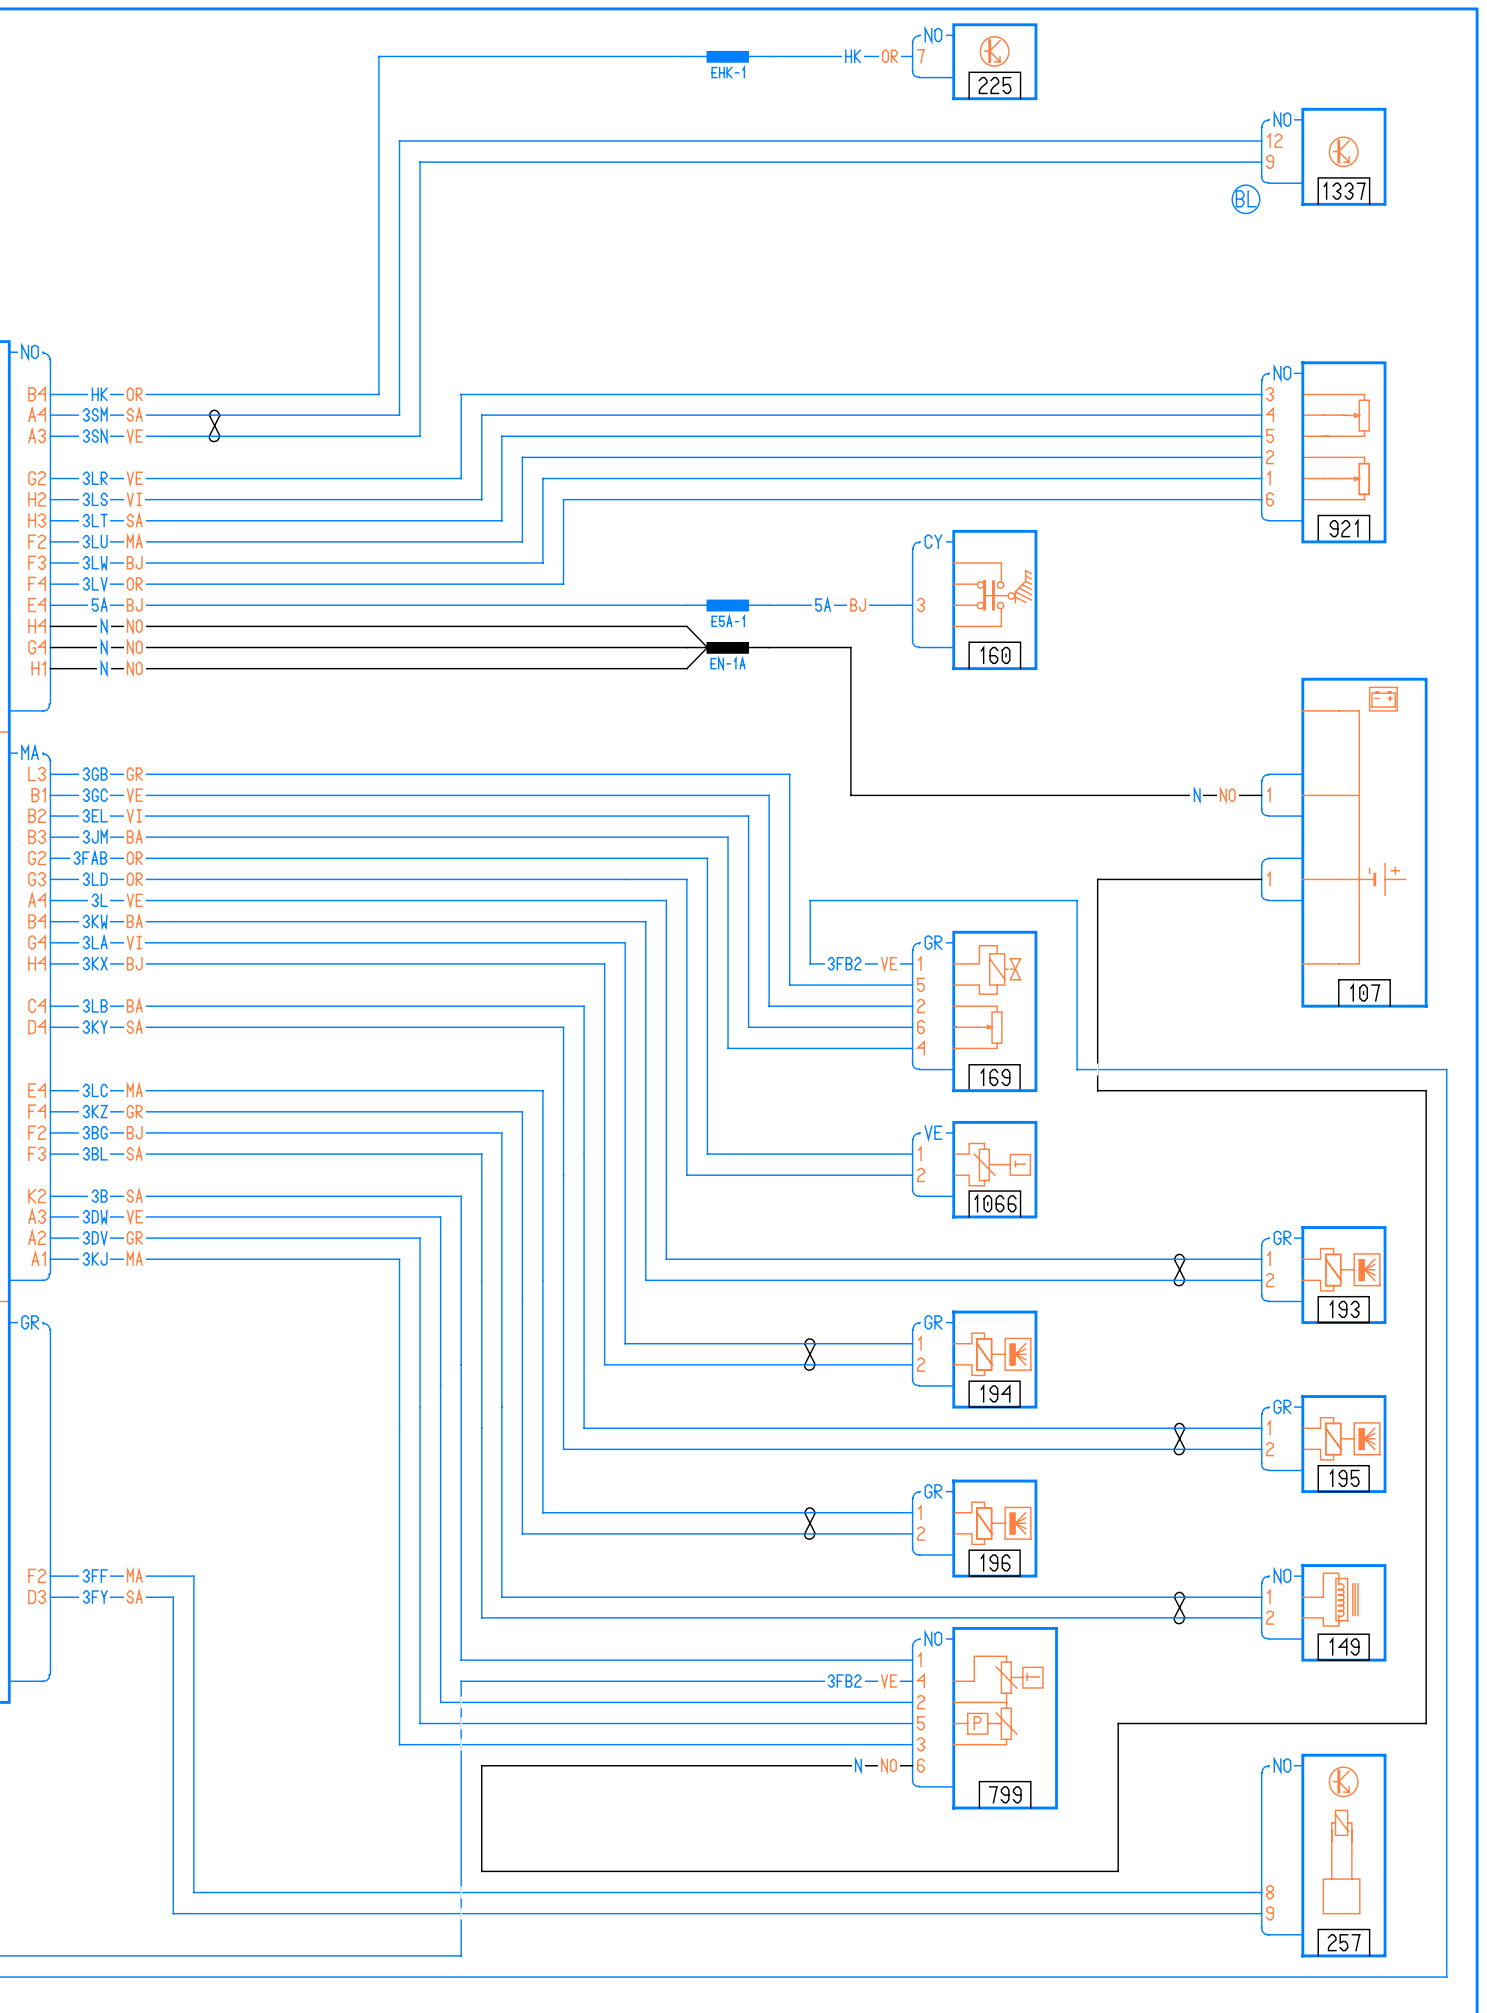 NO
7
HK OR
EHK-1
225
NO
12
9
BL
1337
NO
B4 HK OR
A4 3SM SA
A3 3SN VE
G2 3LR VE
H2 3LS VI
H3 3LT SA
F2 3LU MA
F3 3LW BJ
F4 3LV OR
E4 5A BJ
H4 N NO
G4 N NO
H1 N NO
NO
3
4
5
2
1
6
921
CY
E5A-1
5A BJ 3
EN-1A
160
N NO 1
- +
1
- +
107
MA
L3 3GB GR
B1 3GC VE
B2 3EL VI
B3 3JM BA
G2 3FAB OR
G3 3LD OR
A4 3L VE
B4 3KW BA
G4 3LA VI
H4 3KX BJ
C4 3LB BA
D4 3KY SA
E4 3LC MA
F4 3KZ GR
F2 3BG BJ
F3 3BL SA
K2 3B SA
A3 3DW VE
A2 3DV GR
A1 3KJ MA
GR
3FB2 VE 1
5
2
6
4
169
VE
1
2
T
1066
GR
1
2
193
GR
1
2
194
GR
1
2
195
GR
1
2
196
GR
F2 3FF MA
D3 3FY SA
NO
1
2
149
NO
1
3FB2 VE 4
2
5
3
N NO 6
T
P
799
NO
8
9
257